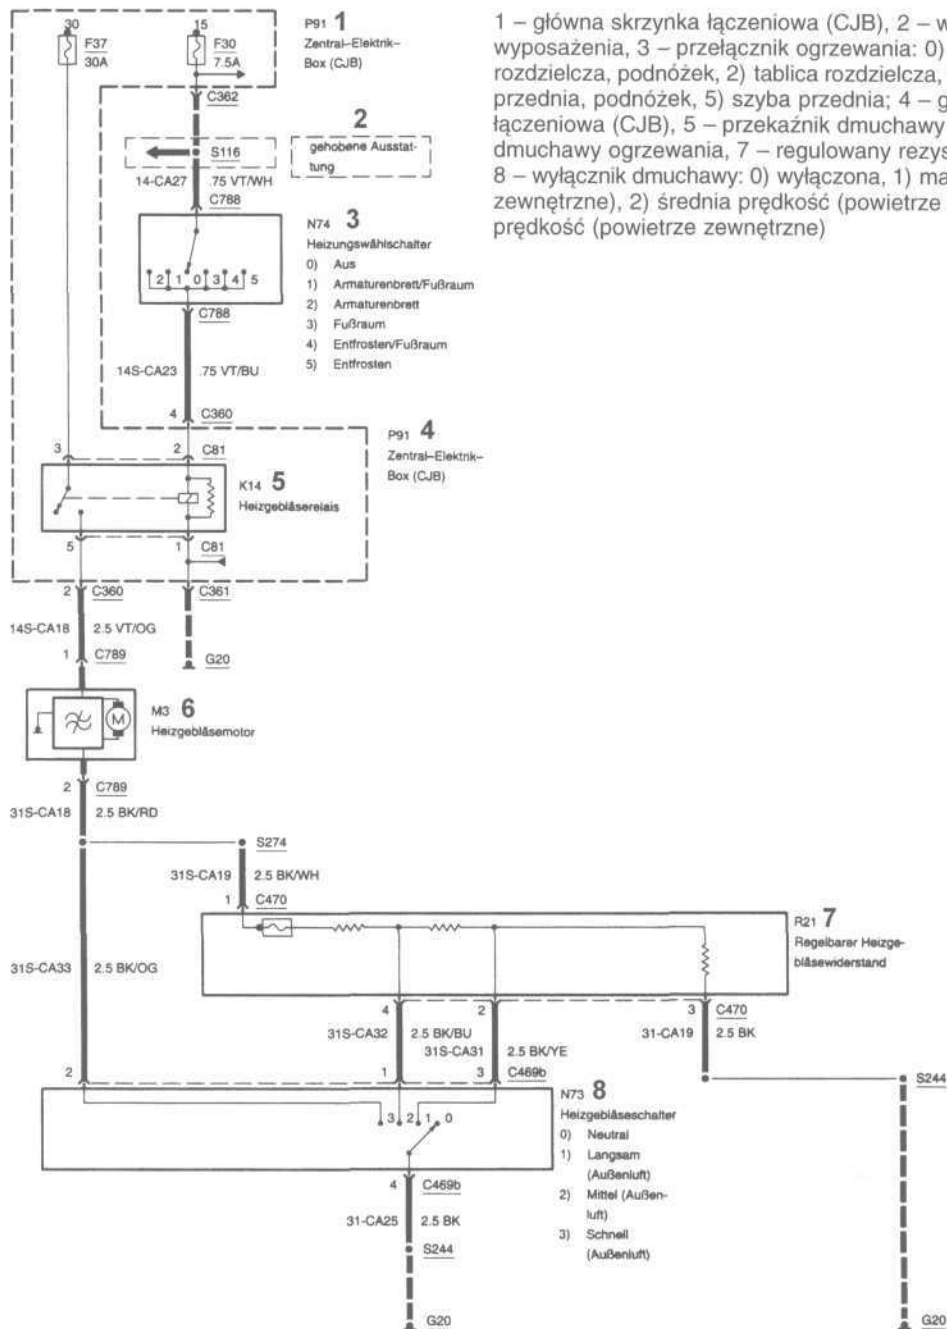 1 – główna skrzynka łączeniowa (CJB), 2 –
wyposażenia, 3 – przełącznik ogrzewania: 0)
rozdzielcza, podnóżek, 2) tablica rozdzielcza,
przednia, podnóżek, 5) szyba przednia; 4 –
łączeniowa (CJB), 5 – przekaźnik dmuchawy
dmuchawy ogrzewania, 7 – regulowany
8 – wyłącznik dmuchawy: 0) wyłączona, 1)
zewnętrzne), 2) średnia prędkość (powietrze
prędkość (powietrze zewnętrzne)
30
15
P91 1
F37
30A
F30
7.5A
Zentral–Elektrik–
Box (CJB)
C362
2
S116
gehobene Ausstat-
tung
14-CA27
.75 VT/WH
C788
N74 3
Heizungswählschalter
0) Aus
1) Armaturenbrett/Fußraum
2) Armaturenbrett
3) Fußraum
4) Entfrosten/Fußraum
5) Entfrosten
2 1 0 3 4 5
C788
14S-CA23
.75 VT/BU
4
C360
P91 4
Zentral–Elektrik–
Box (CJB)
3
2
C81
K14 5
Heizgebläserelais
5
1
C81
2
C360
C361
14S-CA18
2.5 VT/OG
1
C789
G20
M
M3 6
Heizgebläsemotor
2
C789
31S-CA18
2.5 BK/RD
S274
31S-CA19
2.5 BK/WH
1
C470
R21 7
Regelbarer Heizge-
bläsewiderstand
31S-CA33
2.5 BK/OG
4
2
3
C470
31S-CA32
2.5 BK/BU
31-CA19
2.5 BK
31S-CA31
2.5 BK/YE
2
1
3
C469b
S244
N73 8
Heizgebläseschalter
0) Neutral
1) Langsam
(Außenluft)
2) Mittel (Außen-
luft)
3) Schnell
(Außenluft)
3 2 1 0
4
C469b
31-CA25
2.5 BK
S244
G20
G20